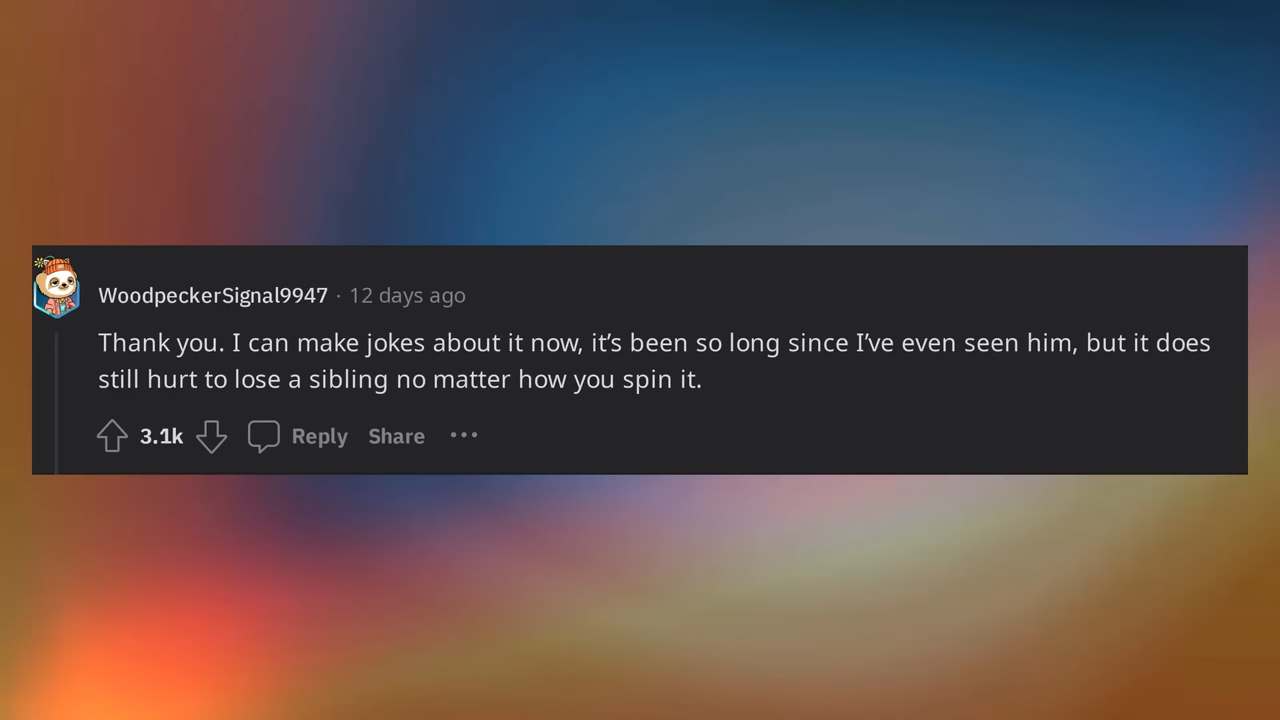 WoodpeckerSignal9947 · 12 days ago
Thank you. I can make jokes about it now, it’s been so long since I’ve even seen him, but it does
still hurt to lose a sibling no matter how you spin it.
3.1k Reply Share ···